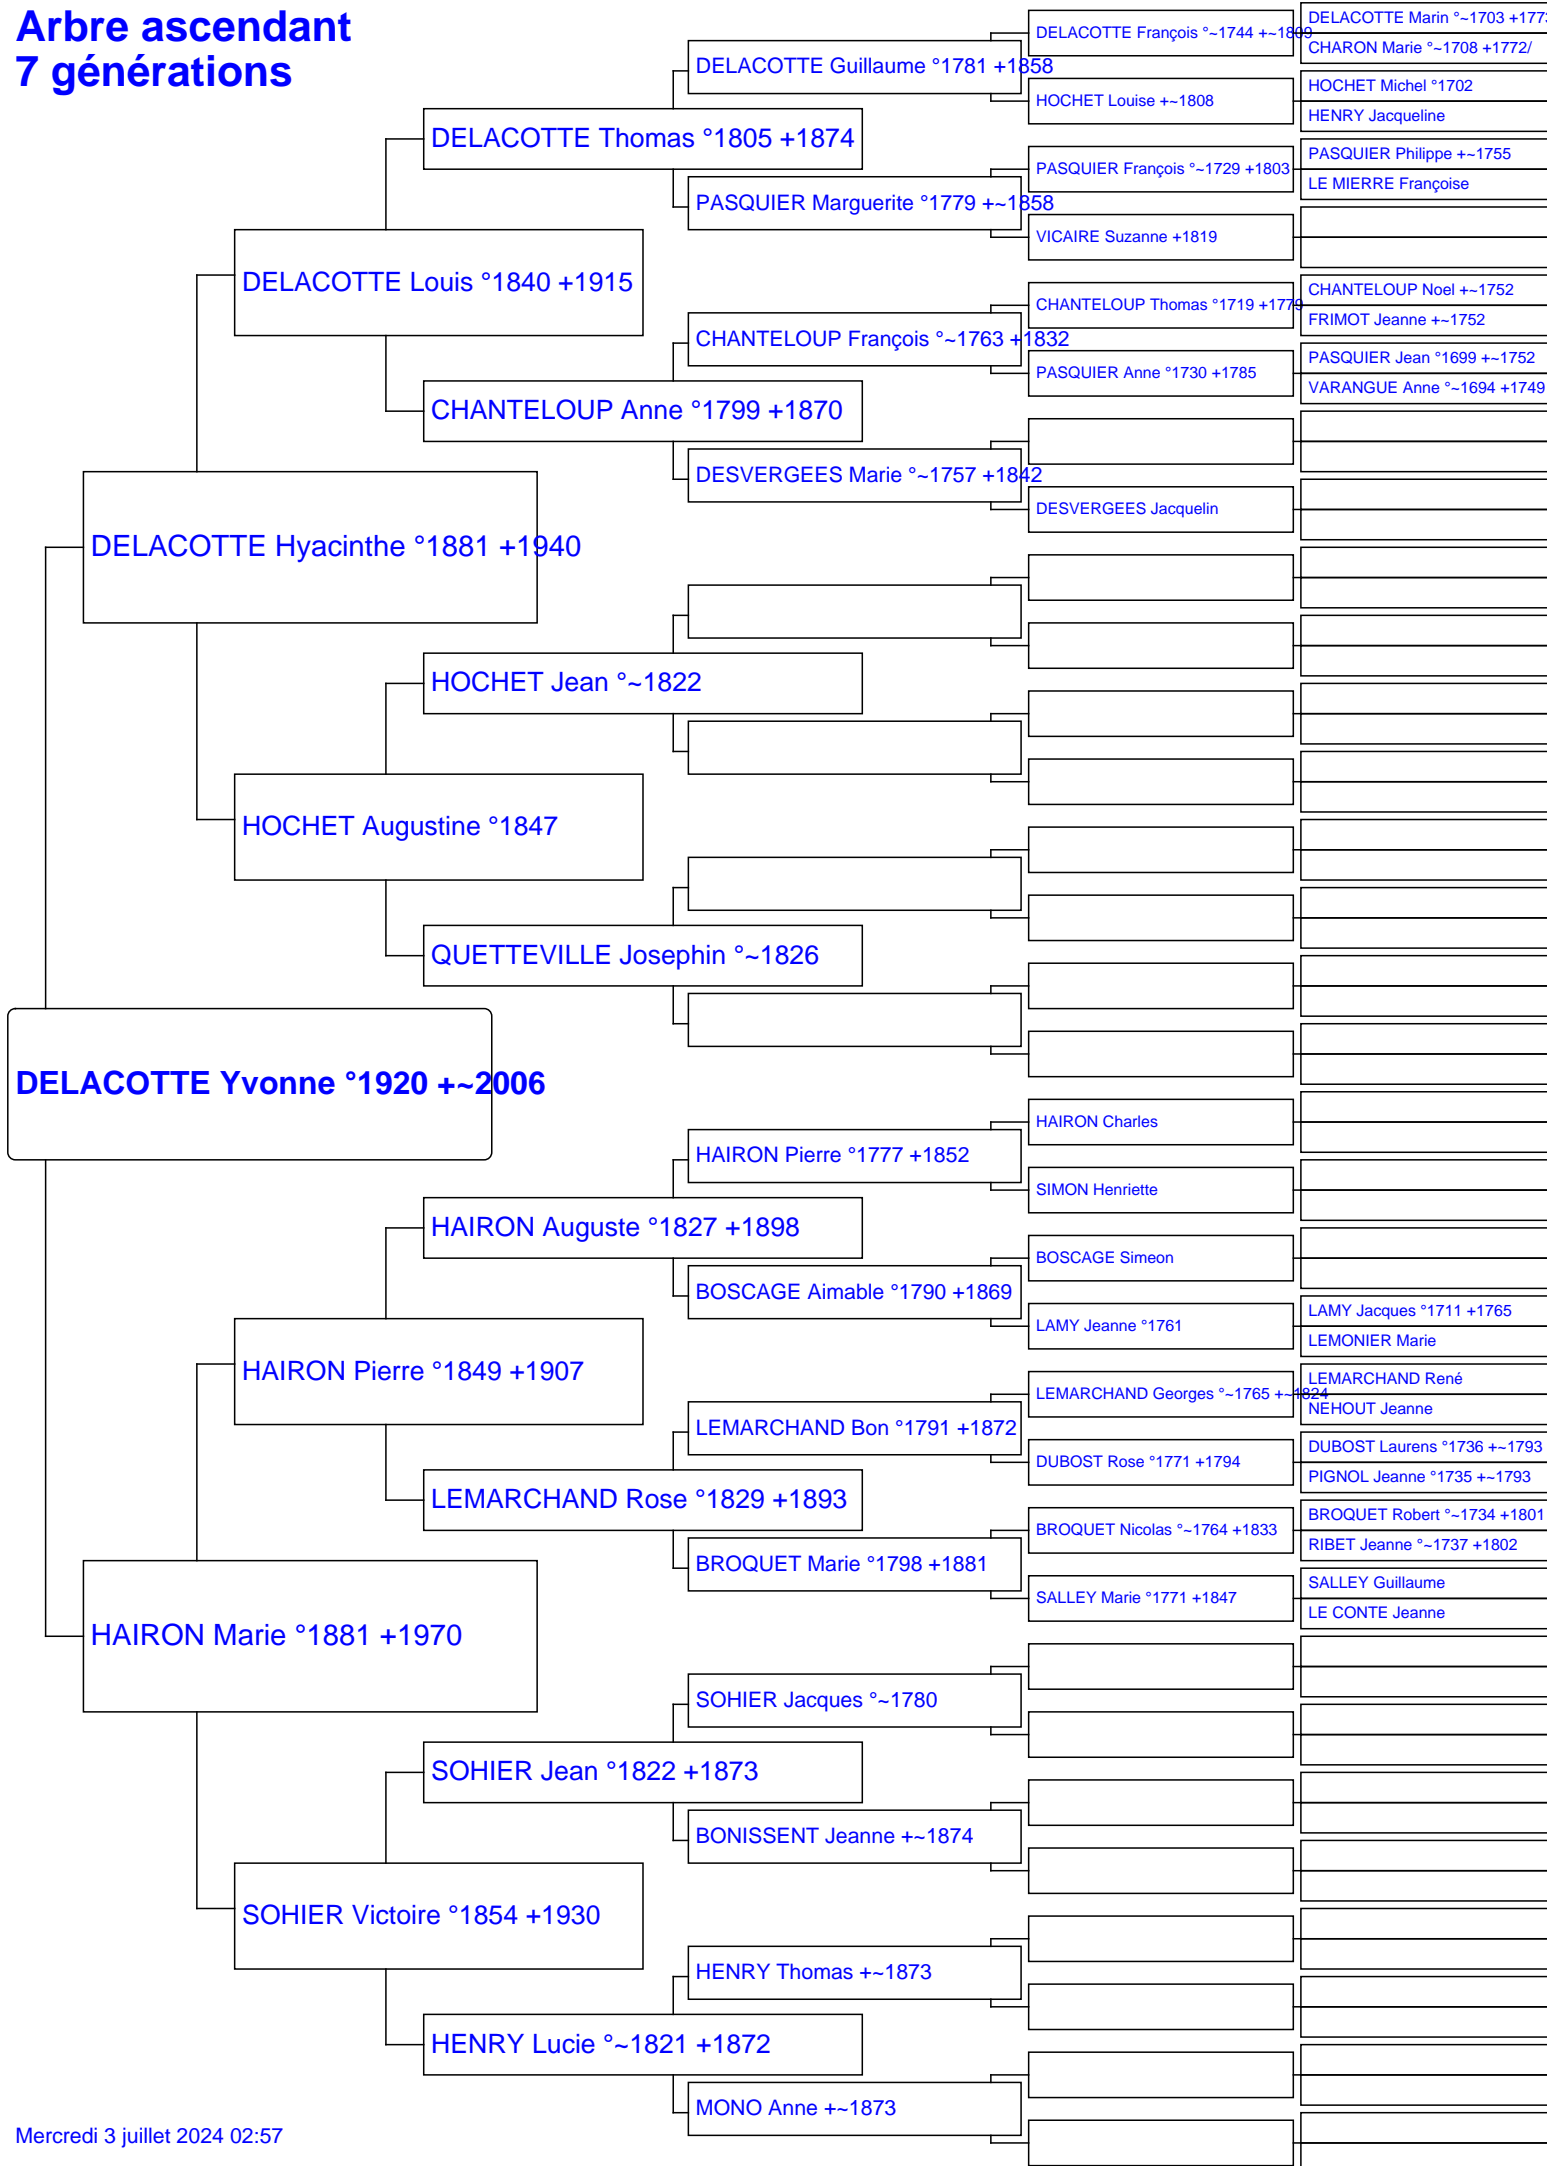 Arbre ascendant
7 générations
DELACOTTE Marin °~1703 +1773
DELACOTTE François °~1744 +~1809
CHARON Marie °~1708 +1772/
DELACOTTE Guillaume °1781 +1858
HOCHET Michel °1702
HOCHET Louise +~1808
HENRY Jacqueline
DELACOTTE Thomas °1805 +1874
PASQUIER Philippe +~1755
PASQUIER François °~1729 +1803
LE MIERRE Françoise
PASQUIER Marguerite °1779 +~1858
VICAIRE Suzanne +1819
DELACOTTE Louis °1840 +1915
CHANTELOUP Noel +~1752
CHANTELOUP Thomas °1719 +1779
FRIMOT Jeanne +~1752
CHANTELOUP François °~1763 +1832
PASQUIER Jean °1699 +~1752
PASQUIER Anne °1730 +1785
VARANGUE Anne °~1694 +1749
CHANTELOUP Anne °1799 +1870
DESVERGEES Marie °~1757 +1842
DESVERGEES Jacquelin
DELACOTTE Hyacinthe °1881 +1940
HOCHET Jean °~1822
HOCHET Augustine °1847
QUETTEVILLE Josephin °~1826
DELACOTTE Yvonne °1920 +~2006
HAIRON Charles
HAIRON Pierre °1777 +1852
SIMON Henriette
HAIRON Auguste °1827 +1898
BOSCAGE Simeon
BOSCAGE Aimable °1790 +1869
LAMY Jacques °1711 +1765
LAMY Jeanne °1761
LEMONIER Marie
HAIRON Pierre °1849 +1907
LEMARCHAND René
LEMARCHAND Georges °~1765 +~1824
NEHOUT Jeanne
LEMARCHAND Bon °1791 +1872
DUBOST Laurens °1736 +~1793
DUBOST Rose °1771 +1794
PIGNOL Jeanne °1735 +~1793
LEMARCHAND Rose °1829 +1893
BROQUET Robert °~1734 +1801
BROQUET Nicolas °~1764 +1833
RIBET Jeanne °~1737 +1802
BROQUET Marie °1798 +1881
SALLEY Guillaume
SALLEY Marie °1771 +1847
LE CONTE Jeanne
HAIRON Marie °1881 +1970
SOHIER Jacques °~1780
SOHIER Jean °1822 +1873
BONISSENT Jeanne +~1874
SOHIER Victoire °1854 +1930
HENRY Thomas +~1873
HENRY Lucie °~1821 +1872
MONO Anne +~1873
Mercredi 3 juillet 2024 02:57